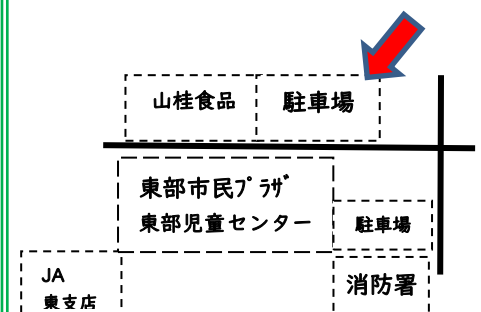 山桂食品
駐車場
東部市民プラザ
東部児童センター
駐車場
JA
東支店
消防署